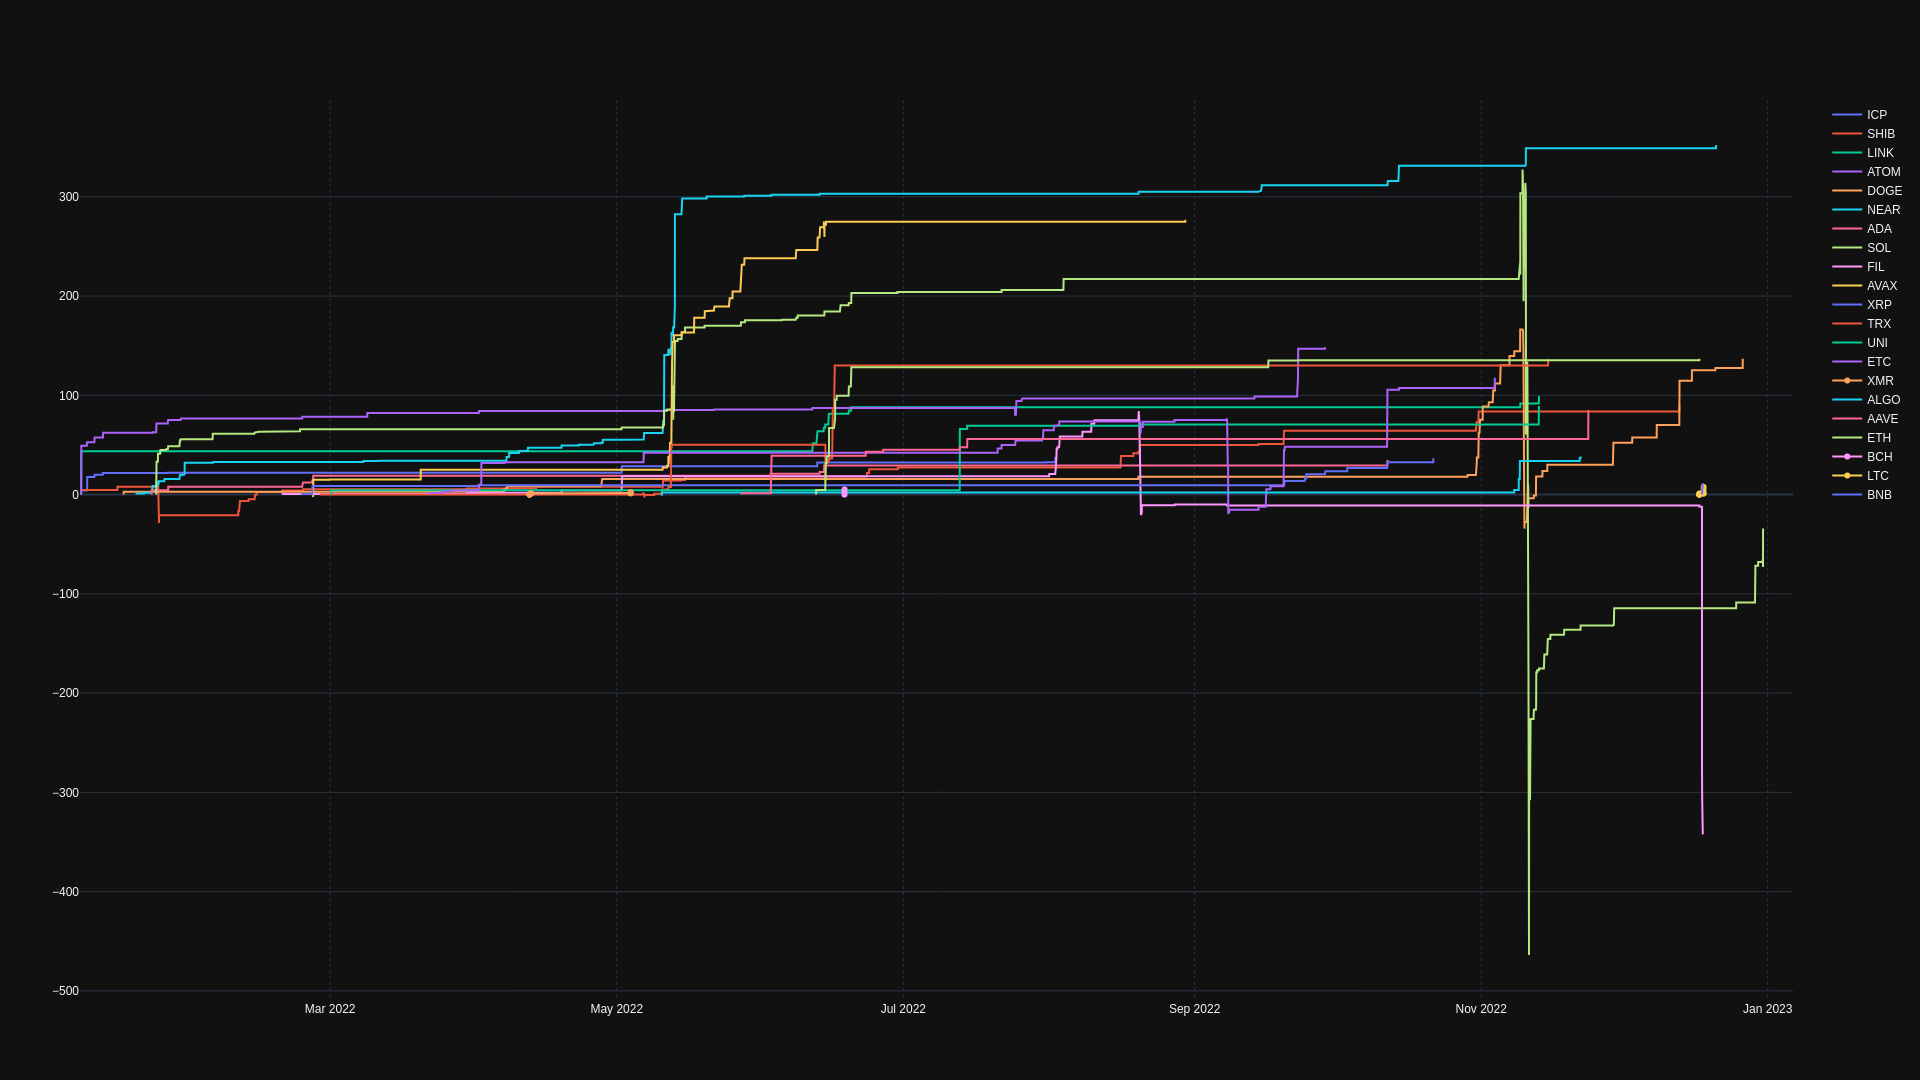 300
200
100
0
−100
−200
−300
−400
−500
Mar 2022
May 2022
Jul 2022
Sep 2022
Nov 2022
Jan 2023
ICP
SHIB
LINK
ATOM
DOGE
NEAR
ADA
SOL
FIL
AVAX
XRP
TRX
UNI
ETC
XMR
ALGO
AAVE
ETH
BCH
LTC
BNB